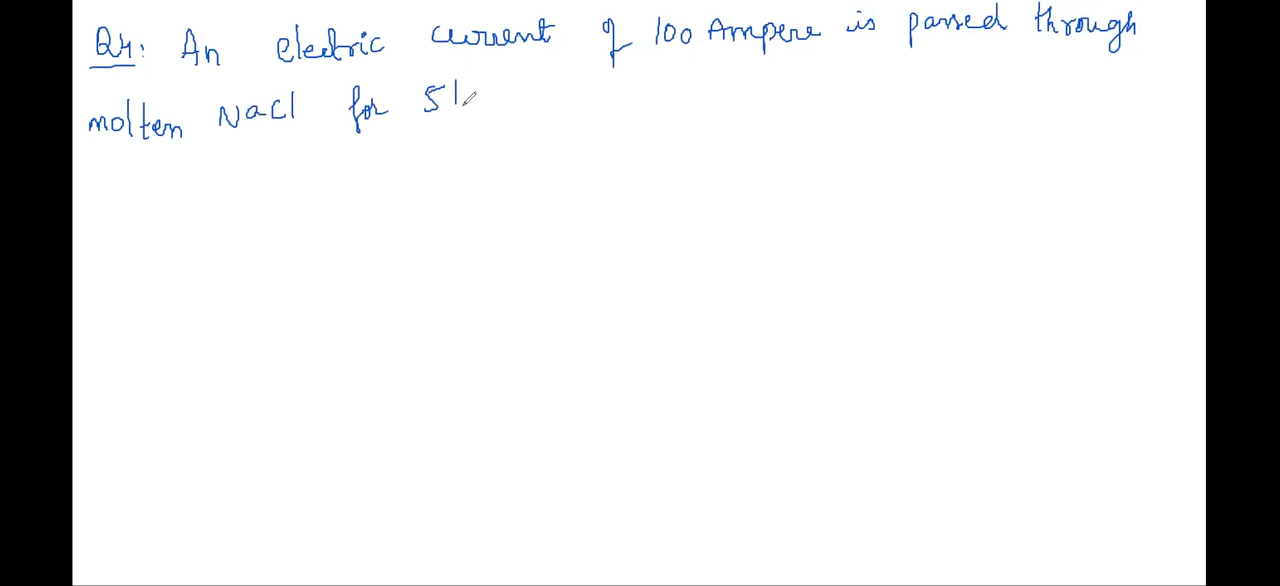 Q4: An electric current of 100 Ampere is passed through
molten NaCl for 5